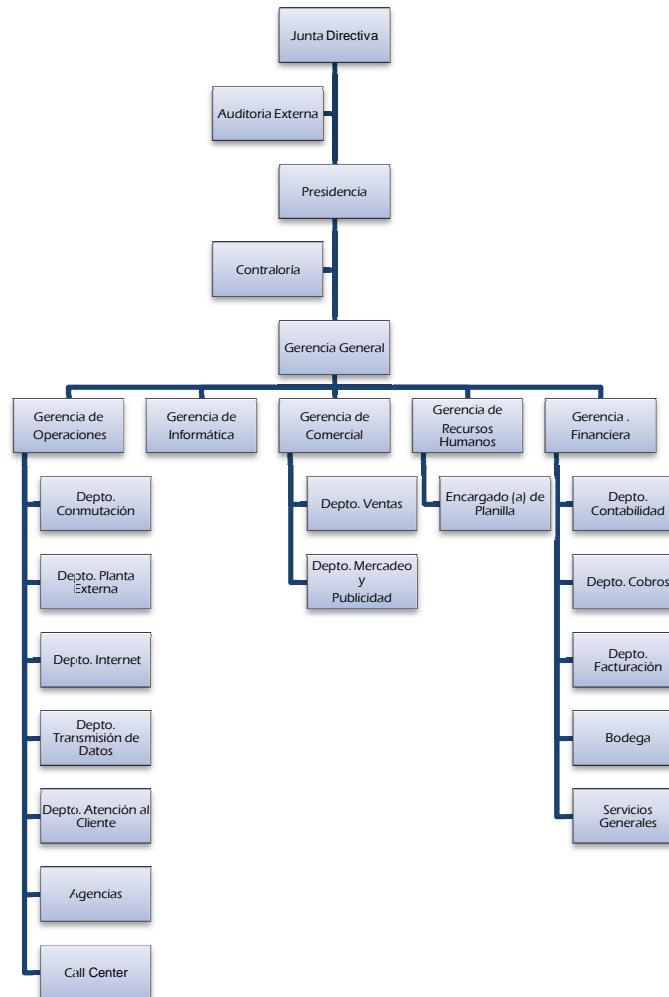 Junta Directiva
Auditoria Externa
Presidencia
Contraloría
Gerencia General
Gerencia de
Operaciones
Gerencia de
Informática
Gerencia de
Comercial
Gerencia de
Recursos
Humanos
Gerencia .
Financiera
Depto.
Conmutación
Depto. Planta
Externa
Depto. Internet
Depto.
Transmisión de
Datos
Depto. Atención al
Cliente
Agencias
Call Center
Depto. Ventas
Depto. Mercadeo
y
Publicidad
Encargado (a) de
Planilla
Depto.
Contabilidad
Depto. Cobros
Depto.
Facturación
Bodega
Servicios
Generales